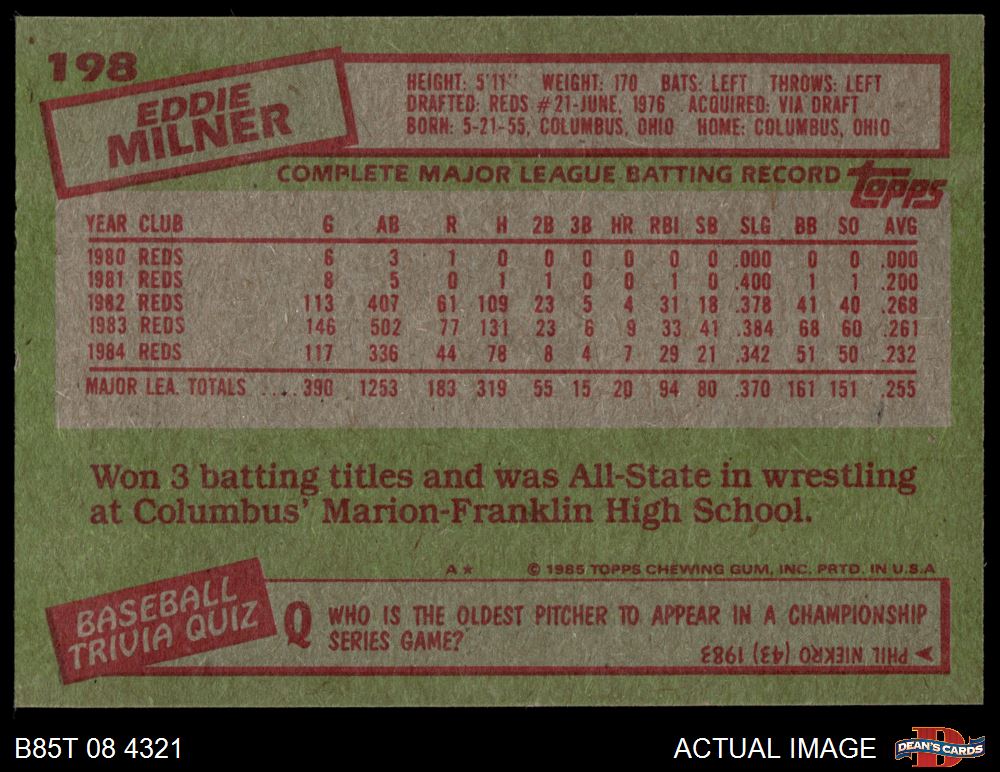 198
EDDIE
MILNER
HEIGHT: 5'11" WEIGHT: 170 BATS: LEFT THROWS: LEFT
DRAFTED: REDS #21-JUNE, 1976 ACQUIRED: VIA DRAFT
BORN: 5-21-55, COLUMBUS, OHIO HOME: COLUMBUS, OHIO
COMPLETE MAJOR LEAGUE BATTING RECORD topps
YEAR CLUB G AB R H 2B 3B HR RBI SB SLG BB SO AVG
1980 REDS 6 3 1 0 0 0 0 0 0 .000 0 0 .000
1981 REDS 8 5 0 1 1 0 0 1 0 .400 1 1 .200
1982 REDS 113 407 61 109 23 5 4 31 18 .378 41 40 .268
1983 REDS 146 502 77 131 23 6 9 33 41 .384 68 60 .261
1984 REDS 117 336 44 78 8 4 7 29 21 .342 51 50 .232
MAJOR LEA. TOTALS .... 390 1253 183 319 55 15 20 94 80 .370 161 151 .255
Won 3 batting titles and was All-State in wrestling
at Columbus' Marion-Franklin High School.
A* © 1985 TOPPS CHEWING GUM, INC. PRTD. IN U.S.A
BASEBALL
TRIVIA QUIZ
Q WHO IS THE OLDEST PITCHER TO APPEAR IN A CHAMPIONSHIP
SERIES GAME?
PHIL NIEKRO (43) 1983
B85T 08 4321
ACTUAL IMAGE
D
DEAN'S CARDS